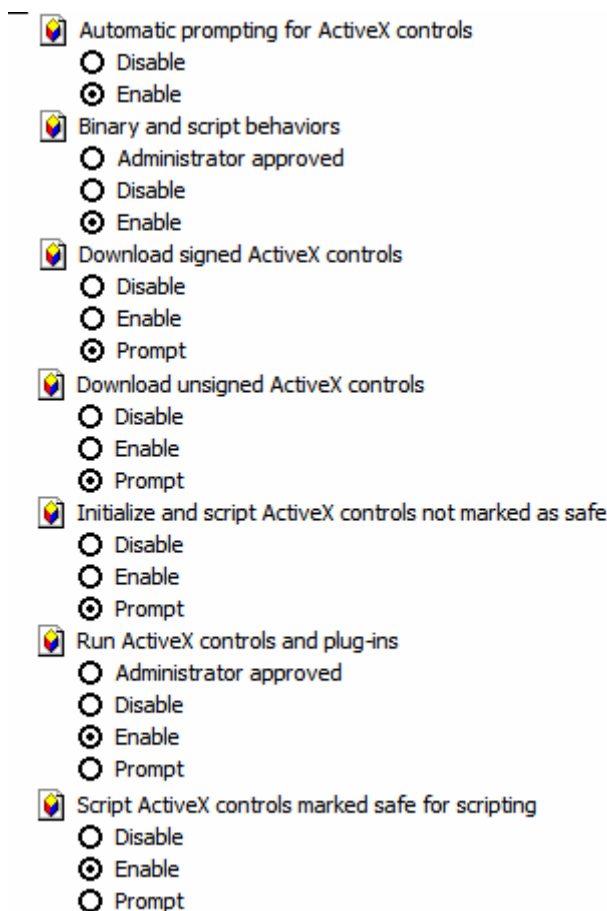 Automatic prompting for ActiveX controls
Disable
Enable
Binary and script behaviors
Administrator approved
Disable
Enable
Download signed ActiveX controls
Disable
Enable
Prompt
Download unsigned ActiveX controls
Disable
Enable
Prompt
Initialize and script ActiveX controls not marked as safe
Disable
Enable
Prompt
Run ActiveX controls and plug-ins
Administrator approved
Disable
Enable
Prompt
Script ActiveX controls marked safe for scripting
Disable
Enable
Prompt